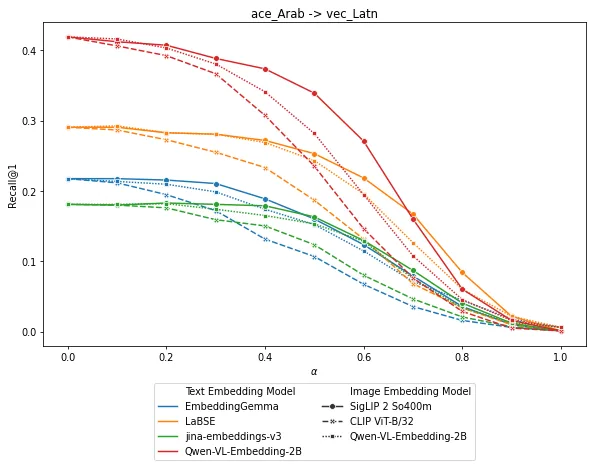 ace_Arab -> vec_Latn
Recall@1
0.4
0.3
0.2
0.1
0.0
0.0 0.2 0.4 0.6 0.8 1.0
α
Text Embedding Model
EmbeddingGemma
LaBSE
jina-embeddings-v3
Qwen-VL-Embedding-2B
Image Embedding Model
SigLIP 2 So400m
CLIP ViT-B/32
Qwen-VL-Embedding-2B